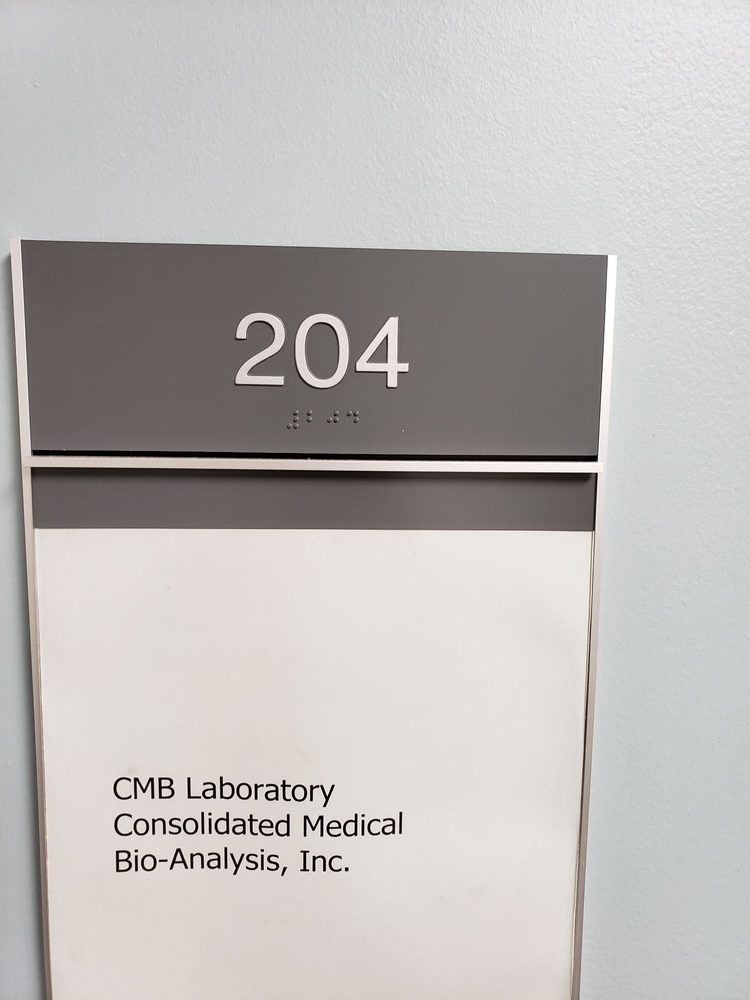 204
⠼⠃⠚⠙
CMB Laboratory
Consolidated Medical
Bio-Analysis, Inc.